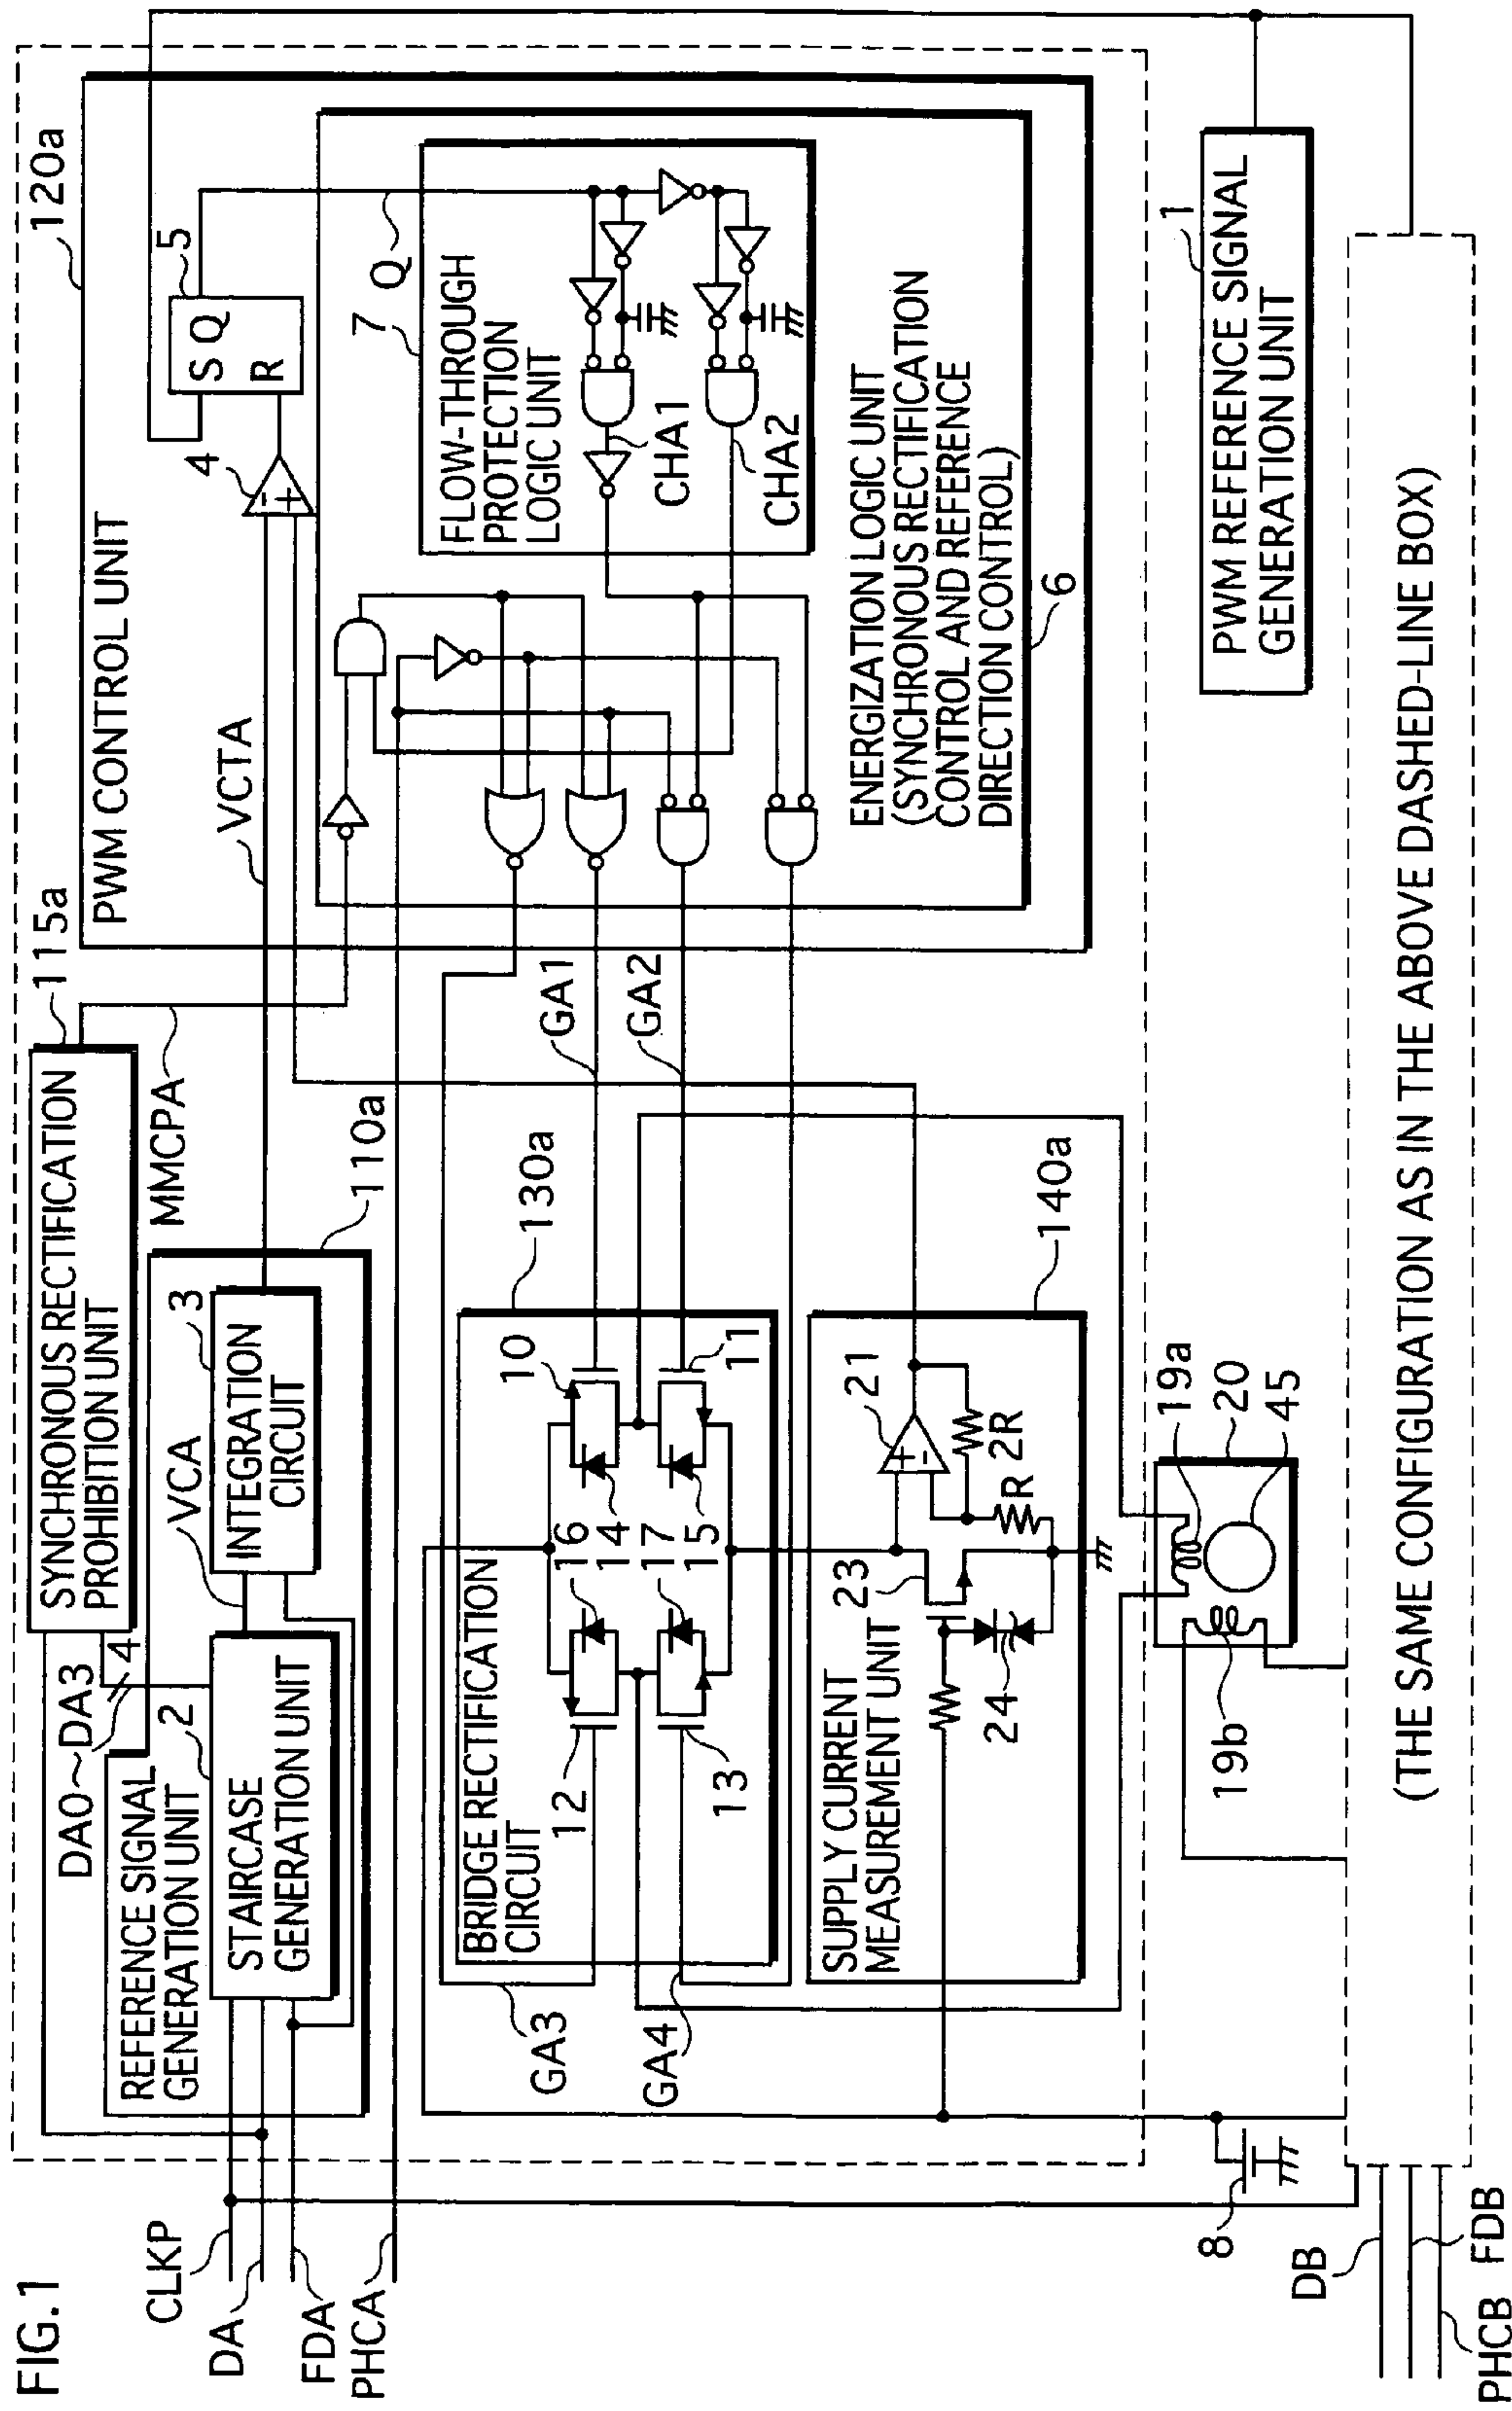 FIG.1
CLKP
DA
FDA
PHCA
DA0~DA3
4
SYNCHRONOUS RECTIFICATION
PROHIBITION UNIT
115a
MMCPA
REFERENCE SIGNAL
GENERATION UNIT
2
STAIRCASE
GENERATION UNIT
VCA
3
INTEGRATION
CIRCUIT
110a
VCTA
PWM CONTROL UNIT
120a
4
-
+
5
S Q
R
Q
7
FLOW-THROUGH
PROTECTION
LOGIC UNIT
CHA1
CHA2
ENERGIZATION LOGIC UNIT
(SYNCHRONOUS RECTIFICATION
CONTROL AND REFERENCE
DIRECTION CONTROL)
6
GA1
GA2
GA3
GA4
BRIDGE RECTIFICATION
CIRCUIT
130a
10
11
12
13
14
15
16
17
SUPPLY CURRENT
MEASUREMENT UNIT
140a
21
+
-
2R
R
23
24
19a
20
45
19b
8
1
PWM REFERENCE SIGNAL
GENERATION UNIT
(THE SAME CONFIGURATION AS IN THE ABOVE DASHED-LINE BOX)
DB
FDB
PHCB